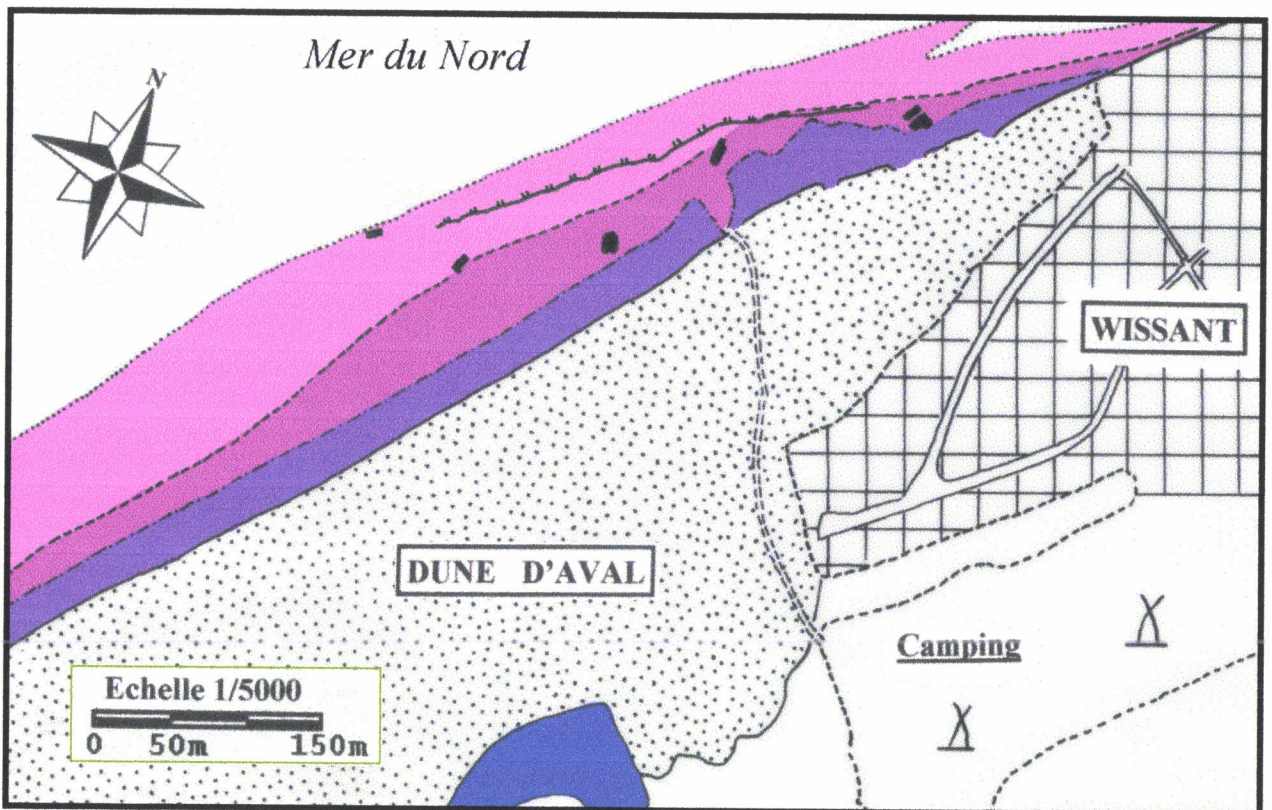 Mer du Nord
N
WISSANT
DUNE D'AVAL
Camping
Echelle 1/5000
0 50m 150m